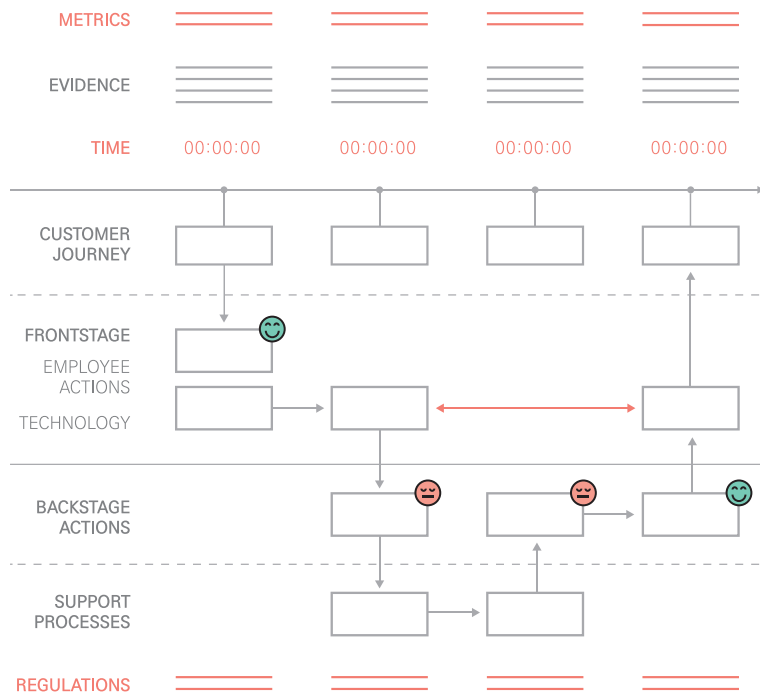 METRICS
EVIDENCE
TIME 00:00:00 00:00:00 00:00:00 00:00:00
CUSTOMER
JOURNEY
FRONTSTAGE
EMPLOYEE
ACTIONS
TECHNOLOGY
BACKSTAGE
ACTIONS
SUPPORT
PROCESSES
REGULATIONS